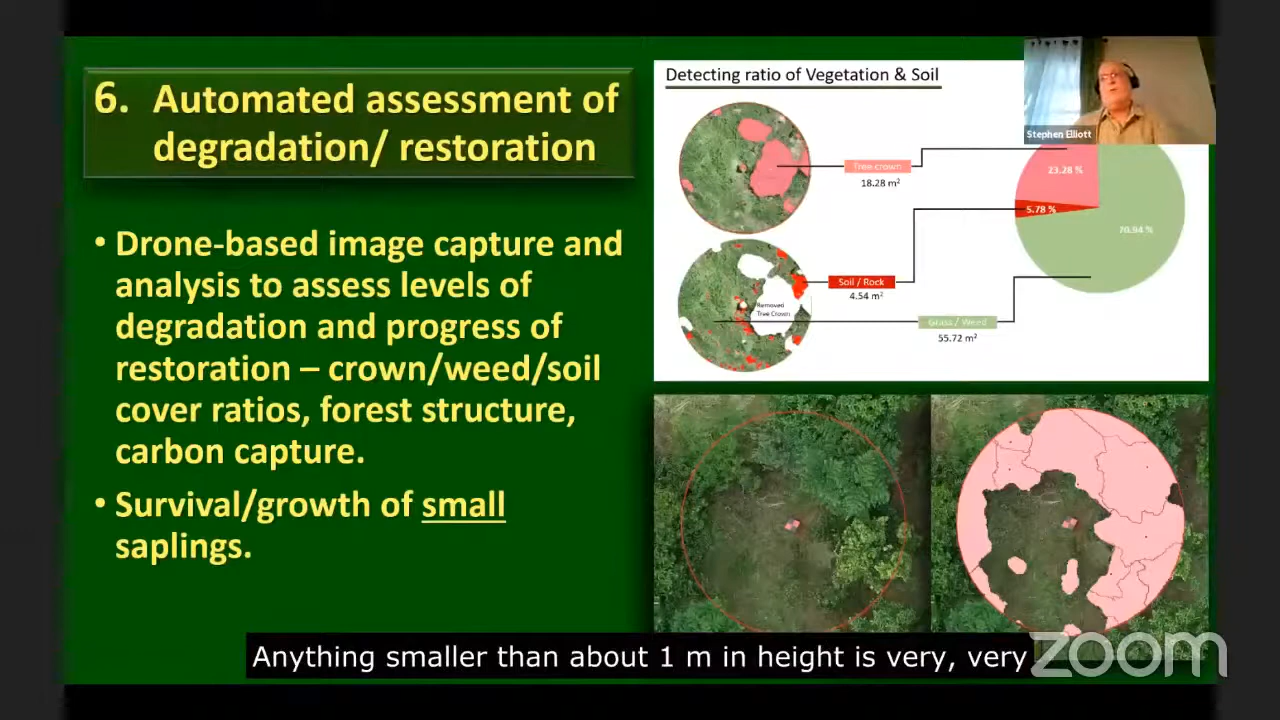 6. Automated assessment of
degradation/ restoration
• Drone-based image capture and
analysis to assess levels of
degradation and progress of
restoration – crown/weed/soil
cover ratios, forest structure,
carbon capture.
• Survival/growth of small
saplings.
Detecting ratio of Vegetation & Soil
Tree crown
18.28 m²
23.28 %
5.78 %
70.94 %
Soil / Rock
4.54 m²
Removed
Tree Crown
Grass / Weed
55.72 m²
Stephen Elliott
Anything smaller than about 1 m in height is very, very
zoom